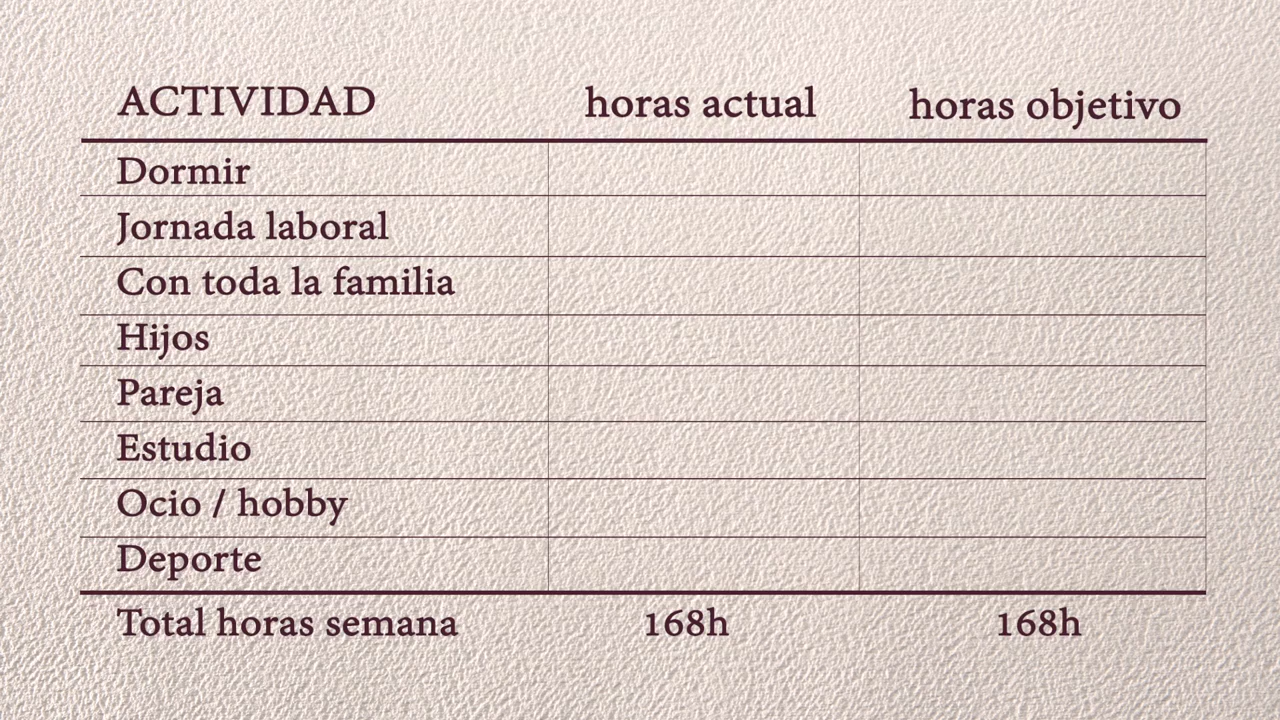 ACTIVIDAD horas actual horas objetivo
Dormir
Jornada laboral
Con toda la familia
Hijos
Pareja
Estudio
Ocio / hobby
Deporte
Total horas semana 168h 168h